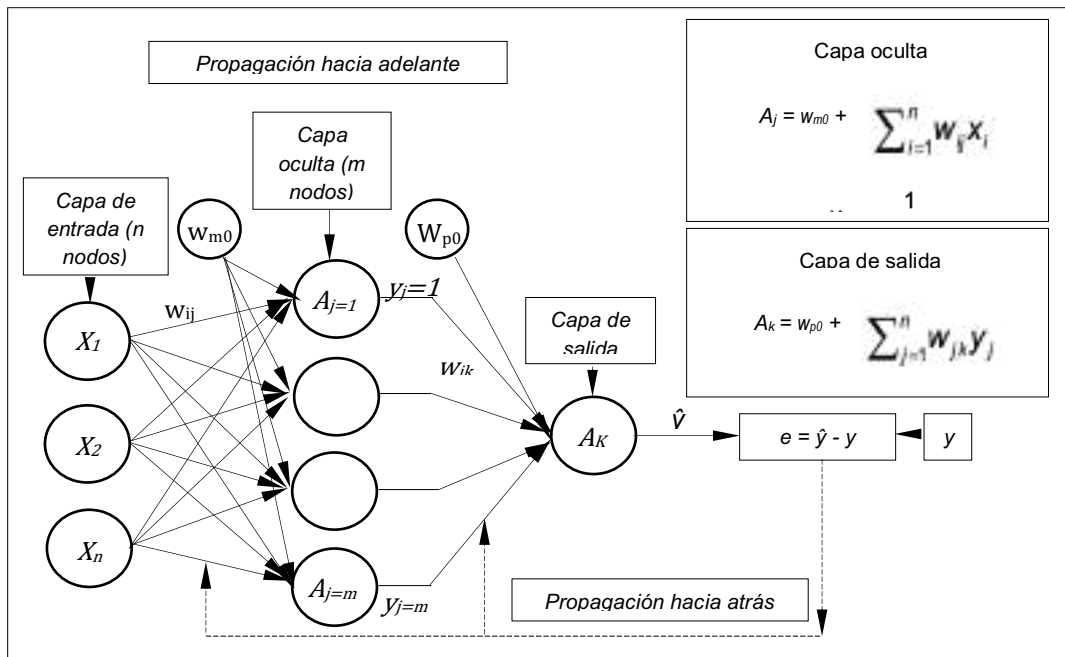 Propagación hacia adelante
Capa oculta
A_j = w_m0 + ∑_{i=1}^{n} w_ij x_i
1
Capa
oculta (m
nodos)
Capa de
entrada (n
nodos)
w_m0
W_p0
Capa de salida
A_k = w_p0 + ∑_{j=1}^{n} w_jk y_j
A_j=1
y_j=1
w_ij
X_1
Capa de
salida
w_ik
X_2
A_K
ŷ
e = ŷ - y
y
X_n
A_j=m
y_j=m
Propagación hacia atrás